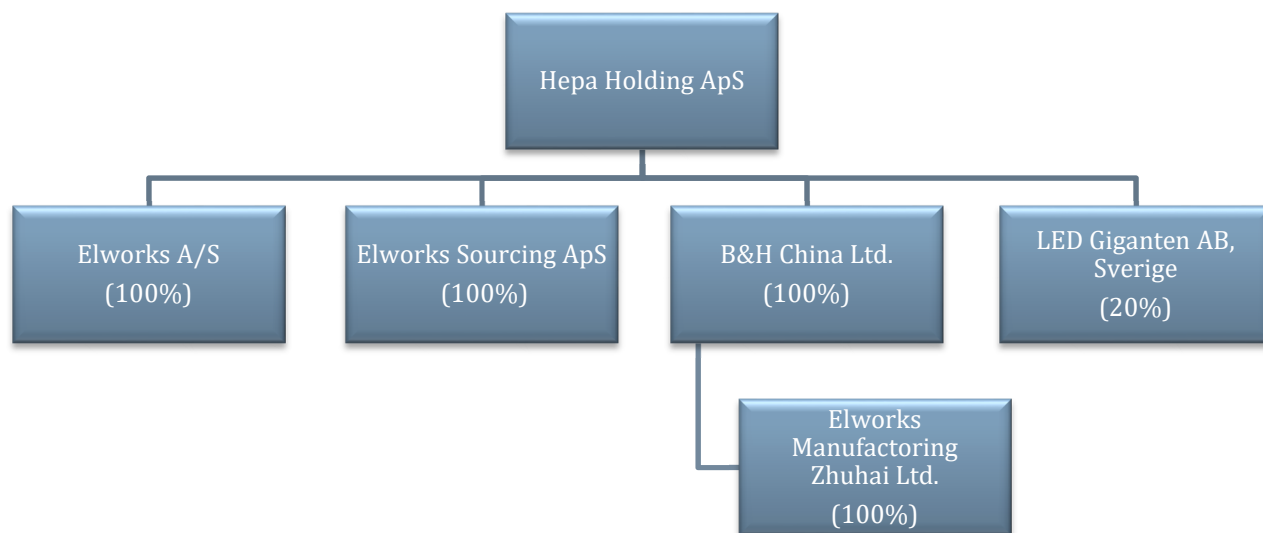 Hepa Holding ApS
Elworks A/S
(100%)
Elworks Sourcing ApS
(100%)
B&H China Ltd.
(100%)
LED Giganten AB,
Sverige
(20%)
Elworks
Manufactoring
Zhuhai Ltd.
(100%)